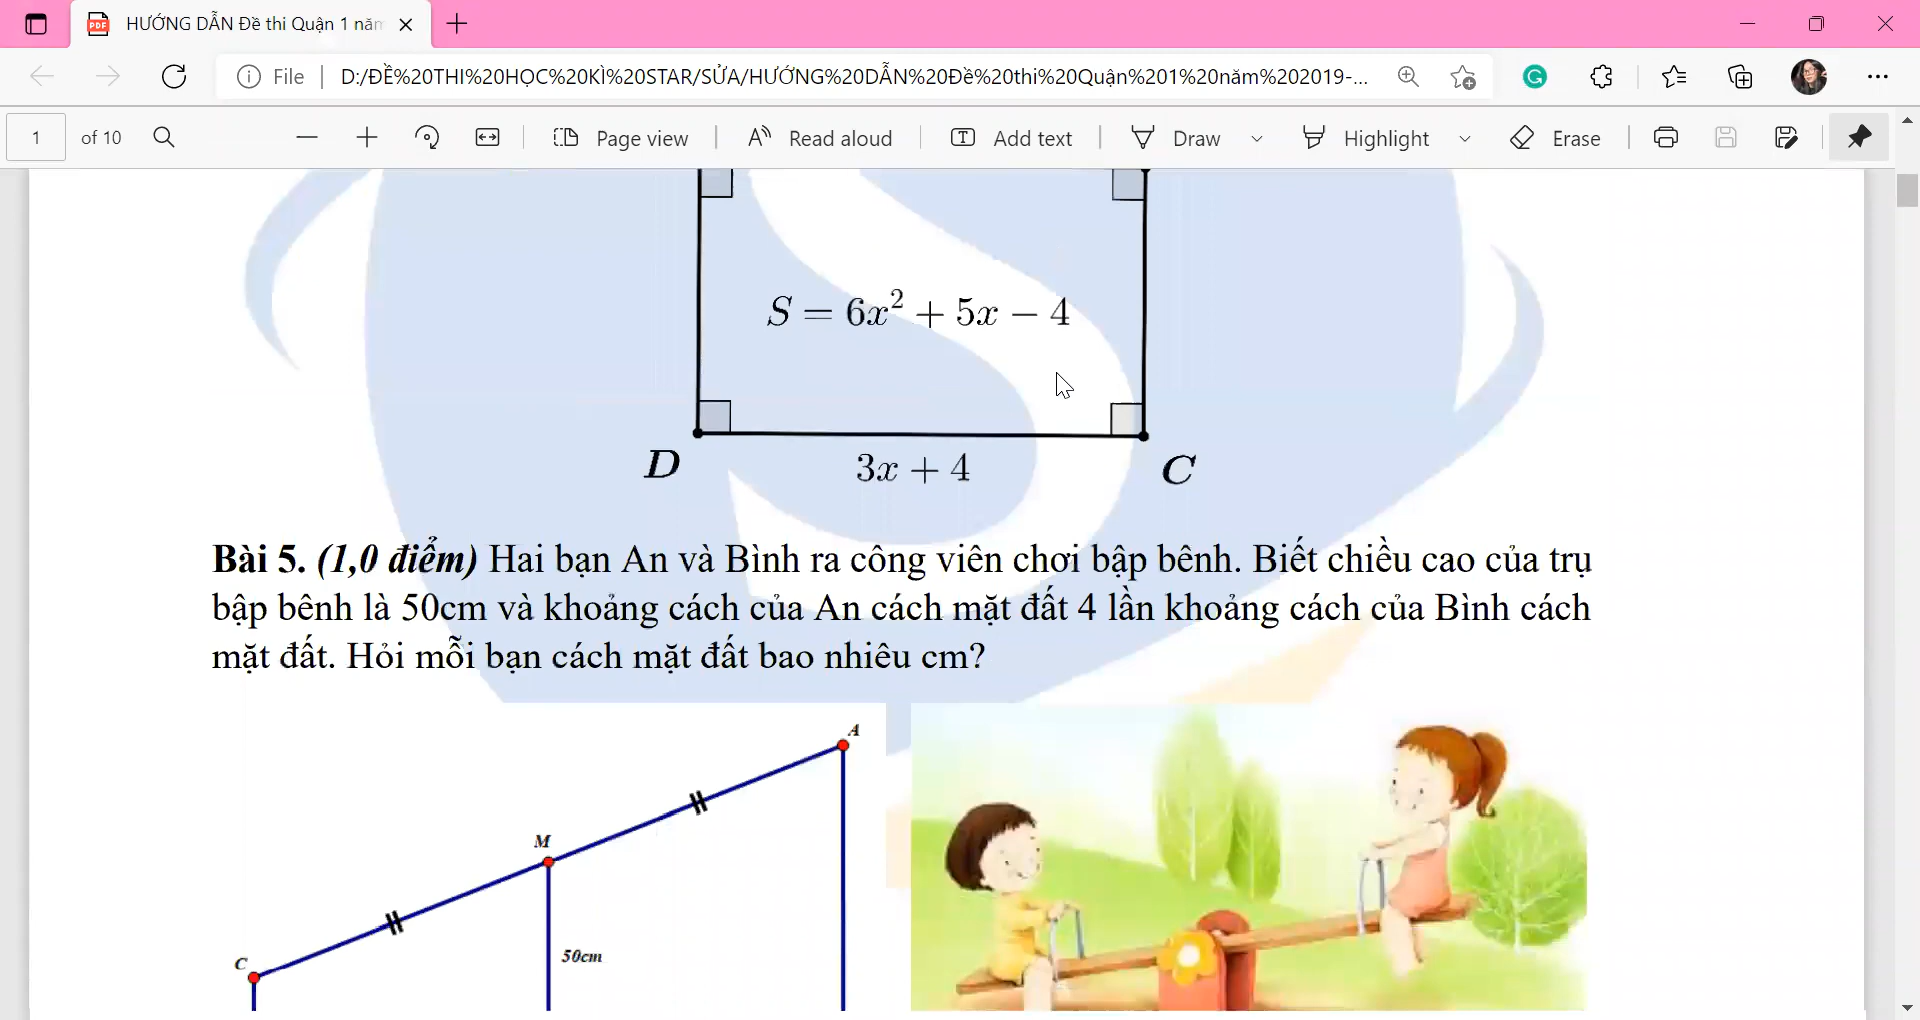 HƯỚNG DẪN Đề thi Quận 1 năm
File
D:/ĐỀ%20THI%20HỌC%20KÌ%20STAR/SỬA/HƯỚNG%20DẪN%20Đề%20thi%20Quận%201%20năm%202019-...
1 of 10
Page view
Read aloud
Add text
Draw
Highlight
Erase
S = 6x² + 5x − 4
D 3x + 4 C
Bài 5. (1,0 điểm) Hai bạn An và Bình ra công viên chơi bập bênh. Biết chiều cao của trụ
bập bênh là 50cm và khoảng cách của An cách mặt đất 4 lần khoảng cách của Bình cách
mặt đất. Hỏi mỗi bạn cách mặt đất bao nhiêu cm?
A
M
C
50cm